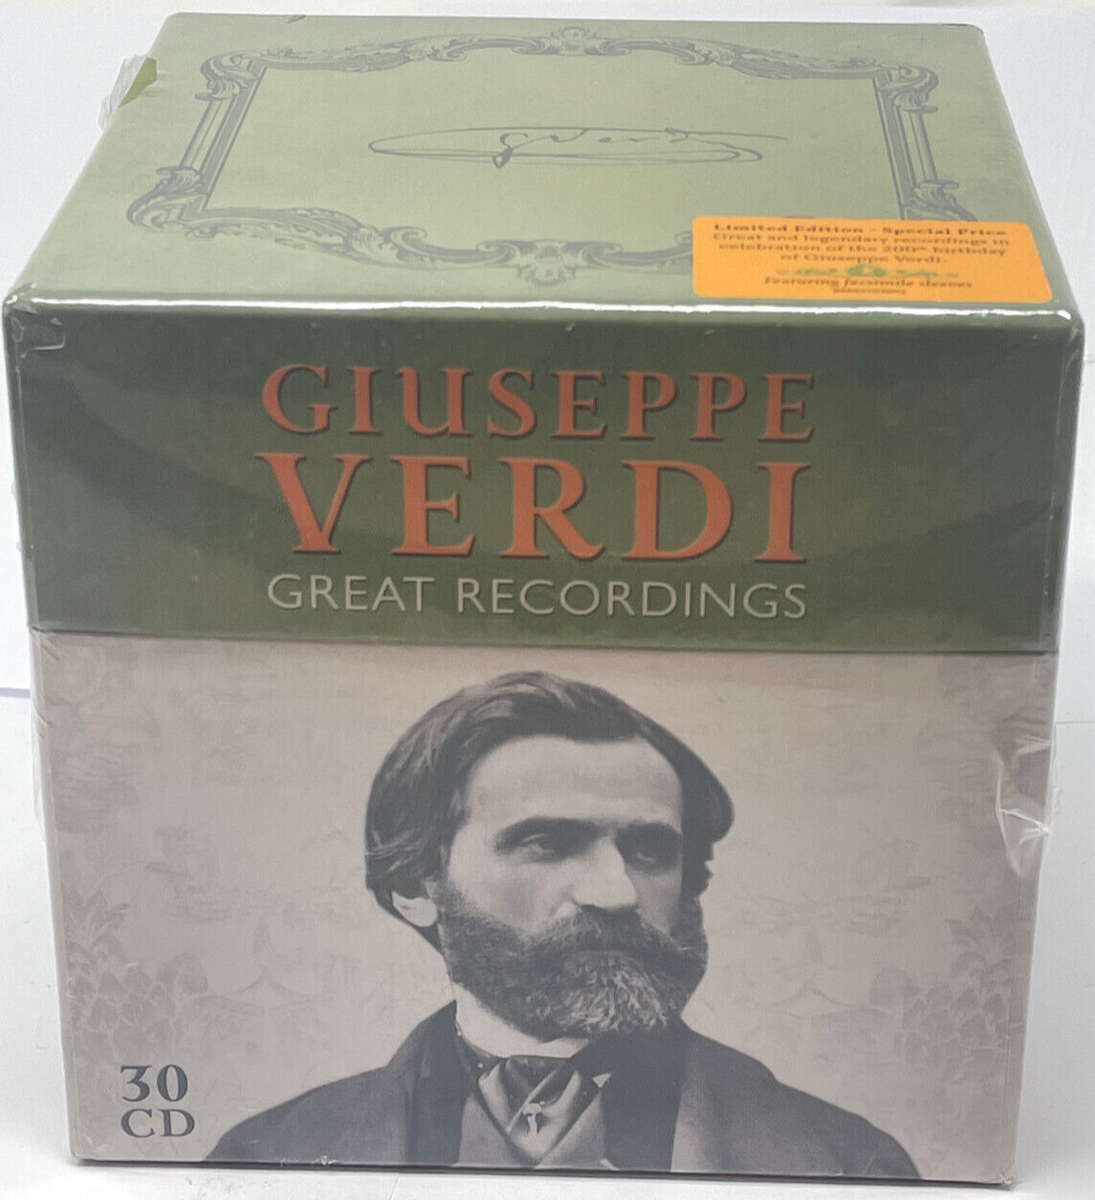 G Verdi
Limited Edition - Special Price
Great and legendary recordings in
celebration of the 200th birthday
of Giuseppe Verdi.
Featuring facsimile sleeves
GIUSEPPE
VERDI
GREAT RECORDINGS
30
CD